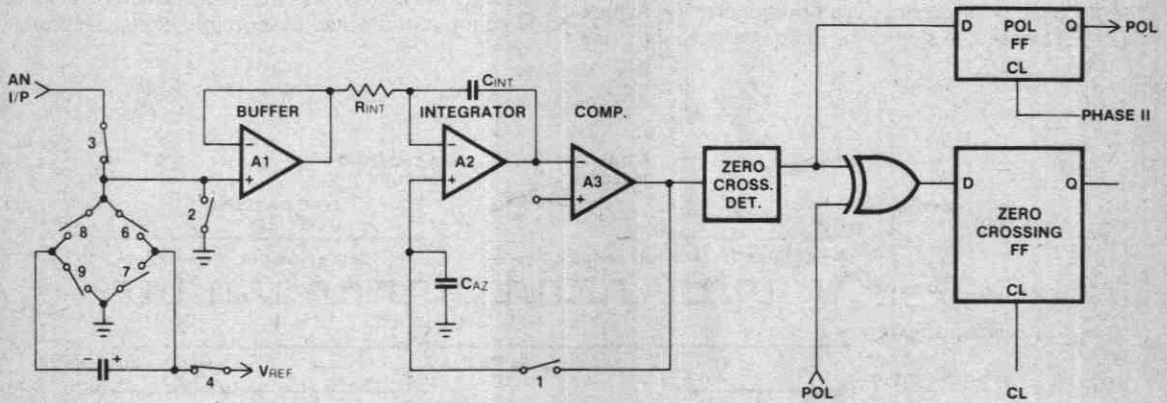 AN
I/P
3
8
6
9
7
2
- +
4
VREF
BUFFER
-
A1
+
RINT
CINT
INTEGRATOR
-
A2
+
CAZ
1
COMP.
-
A3
+
ZERO
CROSS.
DET.
POL
D POL Q
FF
CL
POL
PHASE II
D Q
ZERO
CROSSING
FF
CL
CL